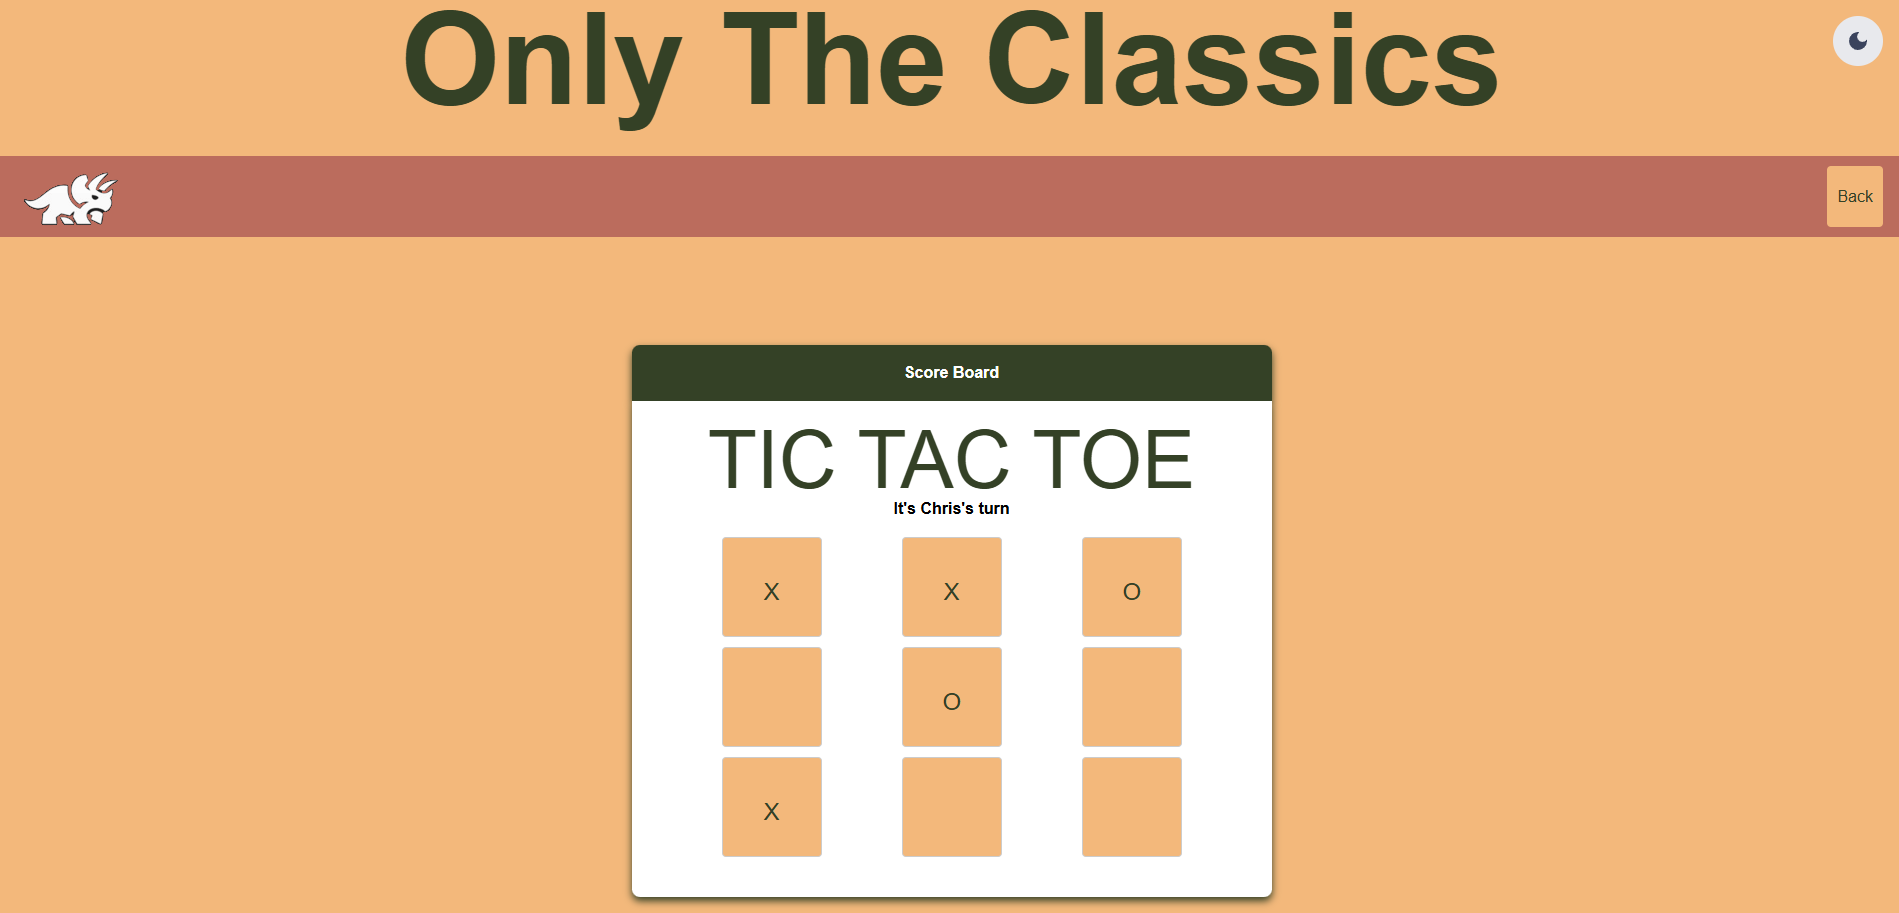 Only The Classics
Back
Score Board
TIC TAC TOE
It's Chris's turn
X X O
O
X